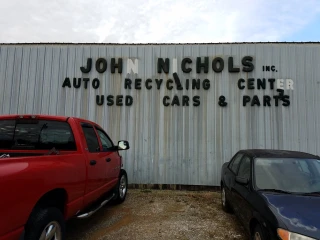 JOHN NICHOLS INC.
AUTO RECYCLING CENTER
USED CARS & PARTS